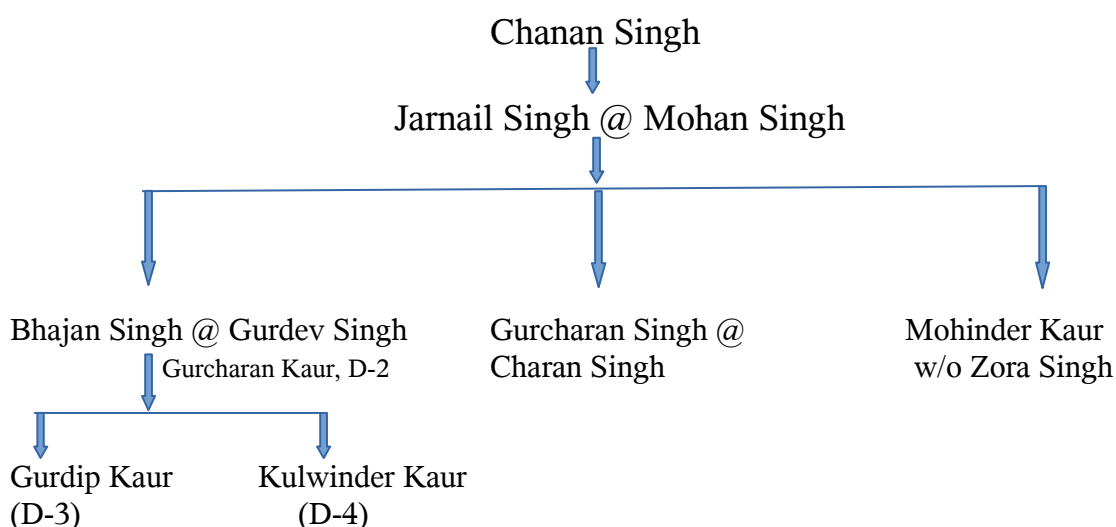 Chanan Singh
Jarnail Singh @ Mohan Singh
Bhajan Singh @ Gurdev Singh
Gurcharan Kaur, D-2
Gurcharan Singh @
Charan Singh
Mohinder Kaur
w/o Zora Singh
Gurdip Kaur
(D-3)
Kulwinder Kaur
(D-4)